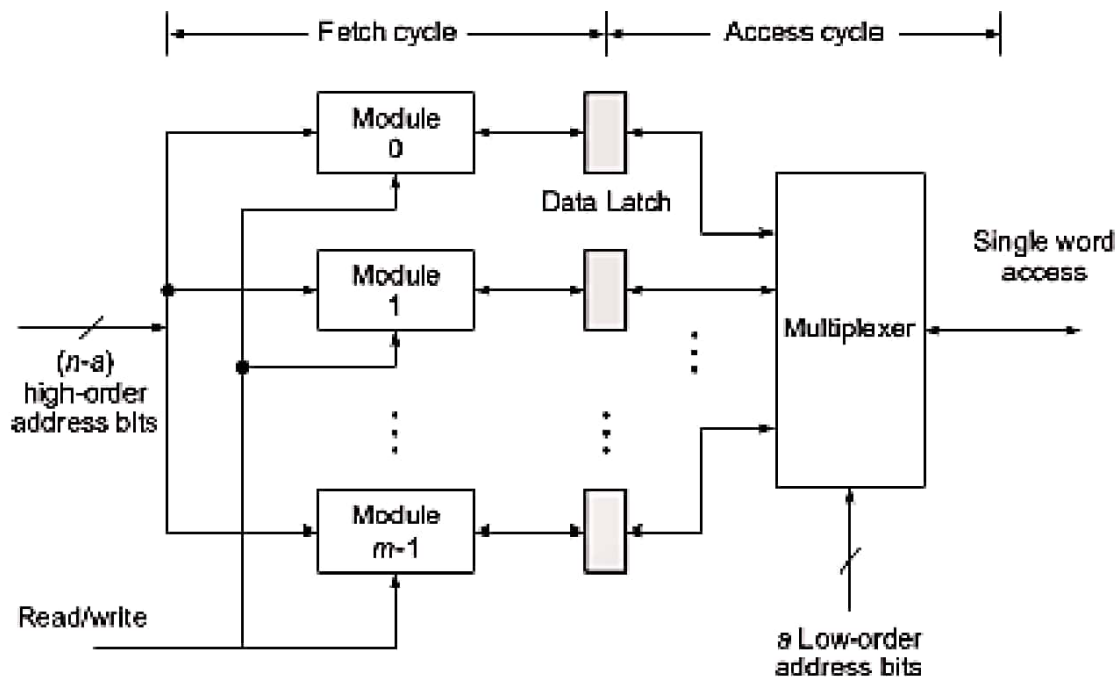 Fetch cycle
Access cycle
Module
0
Data Latch
Module
1
Single word
access
Multiplexer
(n-a)
high-order
address bits
Module
m-1
Read/write
a Low-order
address bits